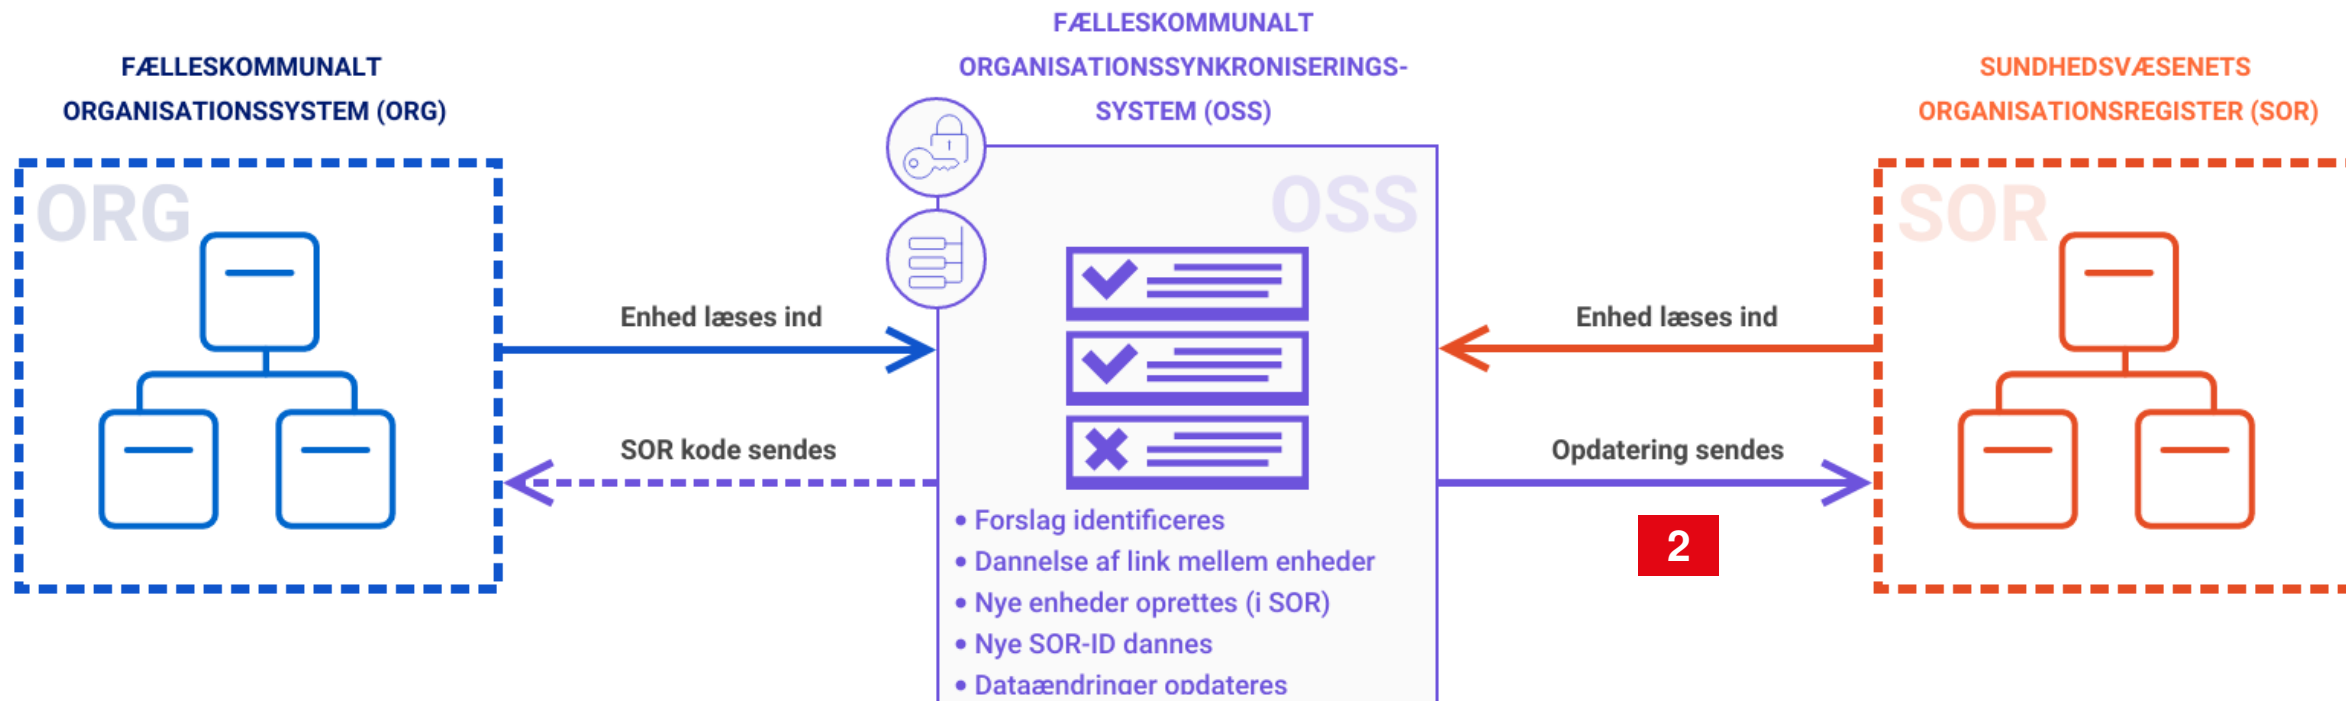 FÆLLESKOMMUNALT
ORGANISATIONSSYSTEM (ORG)
ORG
Enhed læses ind
SOR kode sendes
FÆLLESKOMMUNALT
ORGANISATIONSSYNKRONISERINGS-
SYSTEM (OSS)
OSS
• Forslag identificeres
• Dannelse af link mellem enheder
• Nye enheder oprettes (i SOR)
• Nye SOR-ID dannes
• Dataændringer opdateres
Enhed læses ind
Opdatering sendes
2
SUNDHEDSVÆSENETS
ORGANISATIONSREGISTER (SOR)
SOR